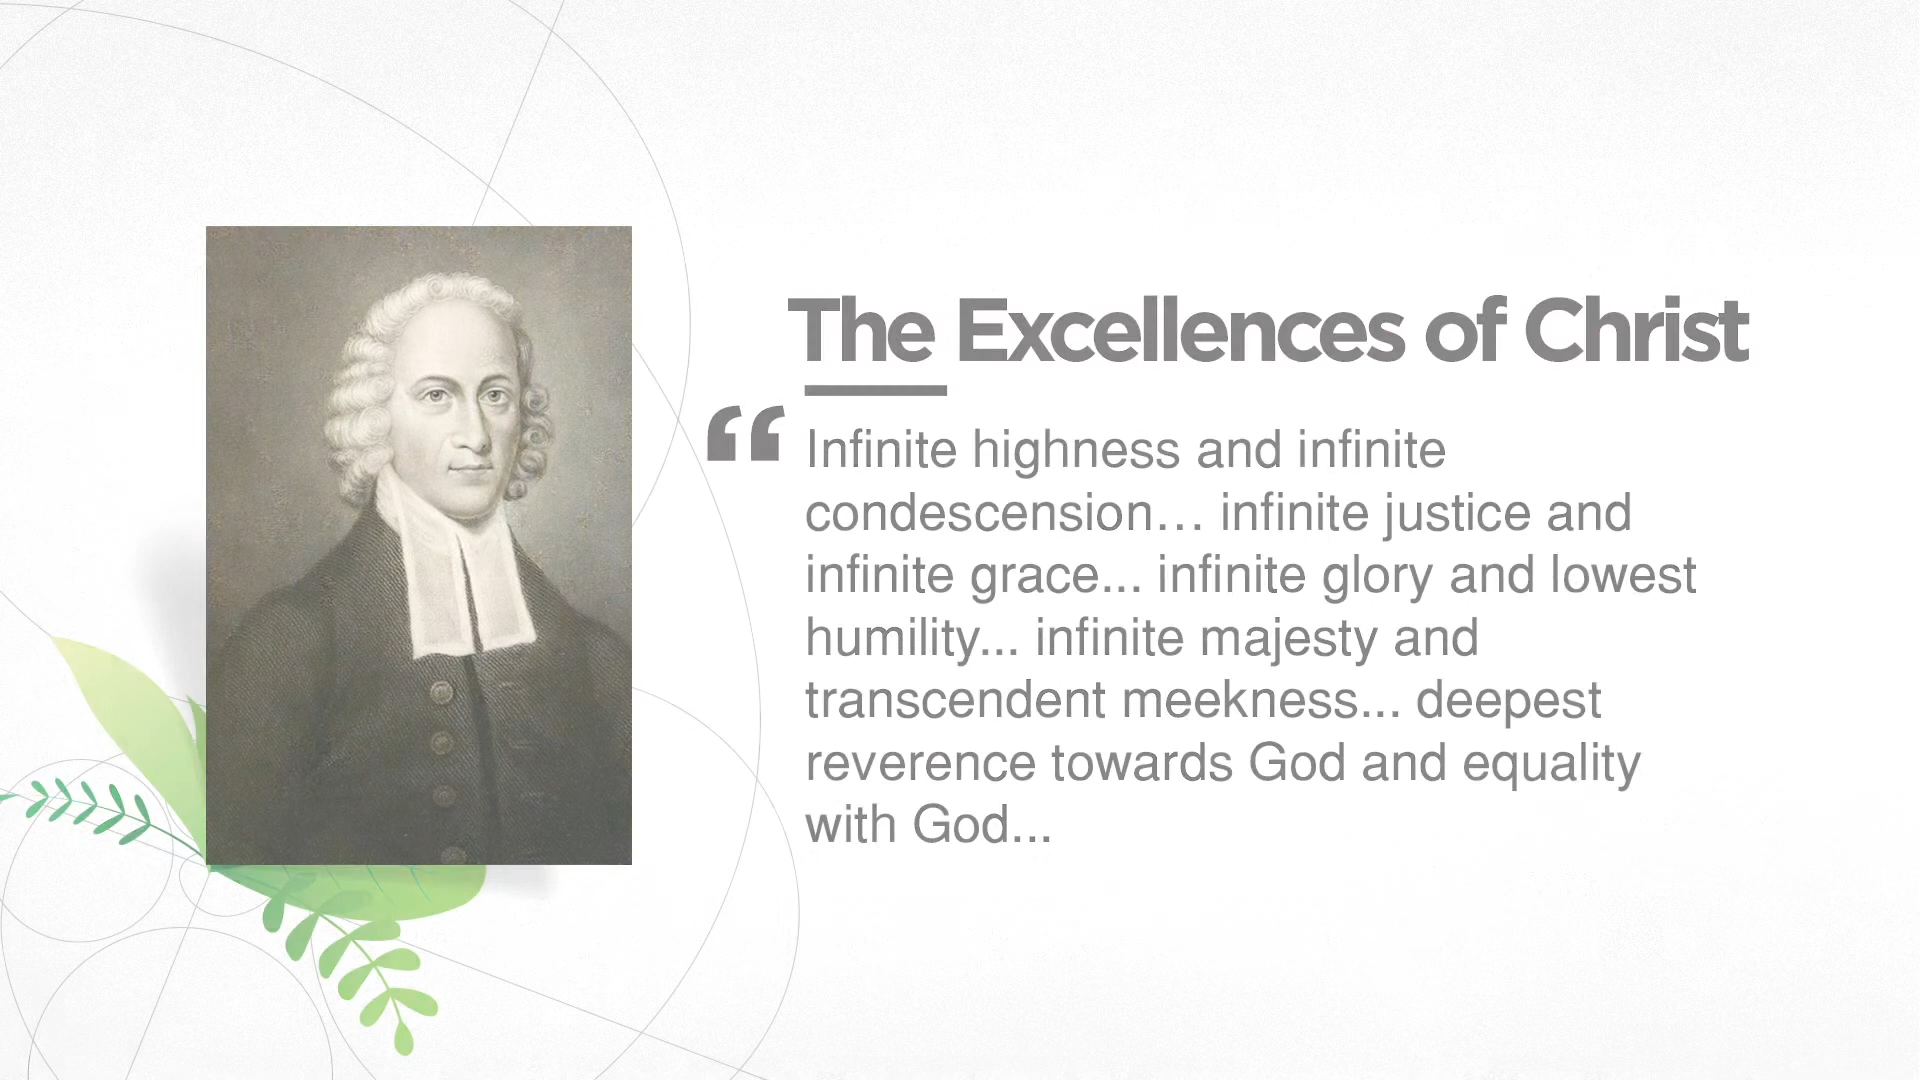 The Excellences of Christ
“Infinite highness and infinite
condescension… infinite justice and
infinite grace... infinite glory and lowest
humility... infinite majesty and
transcendent meekness... deepest
reverence towards God and equality
with God...